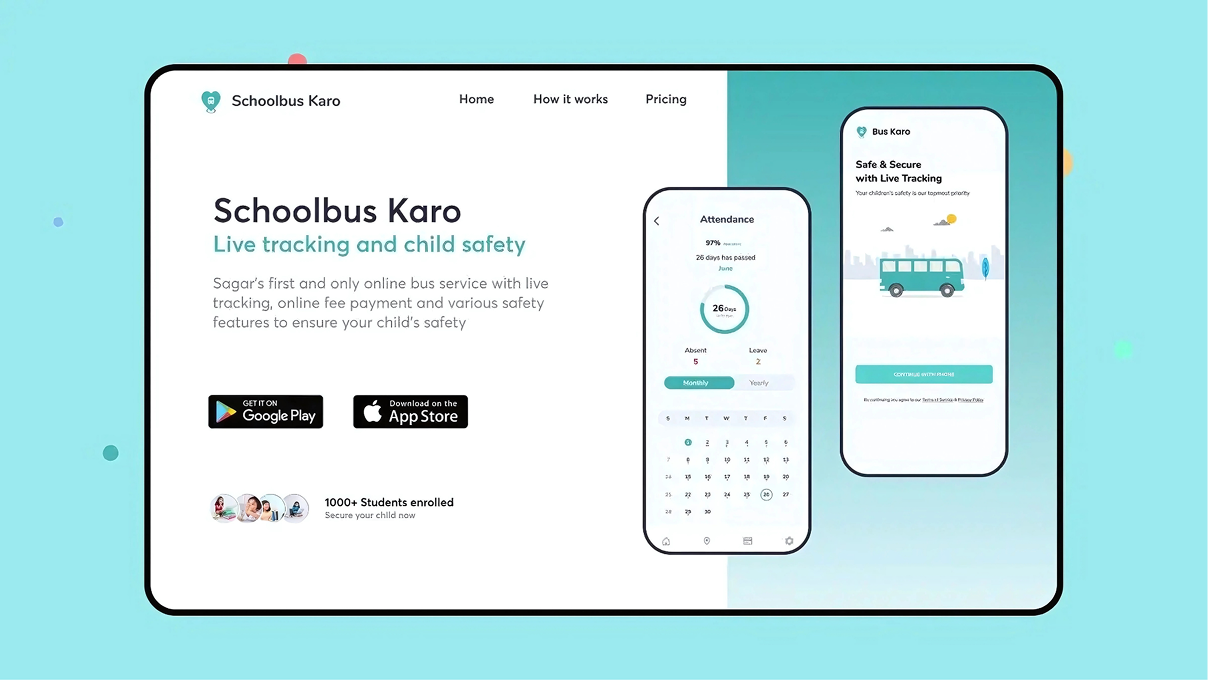 Schoolbus Karo
Home How it works Pricing
Schoolbus Karo
Live tracking and child safety
Sagar's first and only online bus service with live
tracking, online fee payment and various safety
features to ensure your child's safety
GET IT ON
Google Play
Download on the
App Store
1000+ Students enrolled
Secure your child now
Attendance
97%
26 days has passed
June
26 Days
Absent Leave
5 2
Monthly Yearly
S M T W T F S
1 2 3 4 5 6
7 8 9 10 11 12 13
14 15 16 17 18 19 20
21 22 23 24 25 26 27
28 29 30
Bus Karo
Safe & Secure
with Live Tracking
Your children's safety is our topmost priority
CONTINUE WITH PHONE
By continuing you agree to our Terms of Service & Privacy Policy